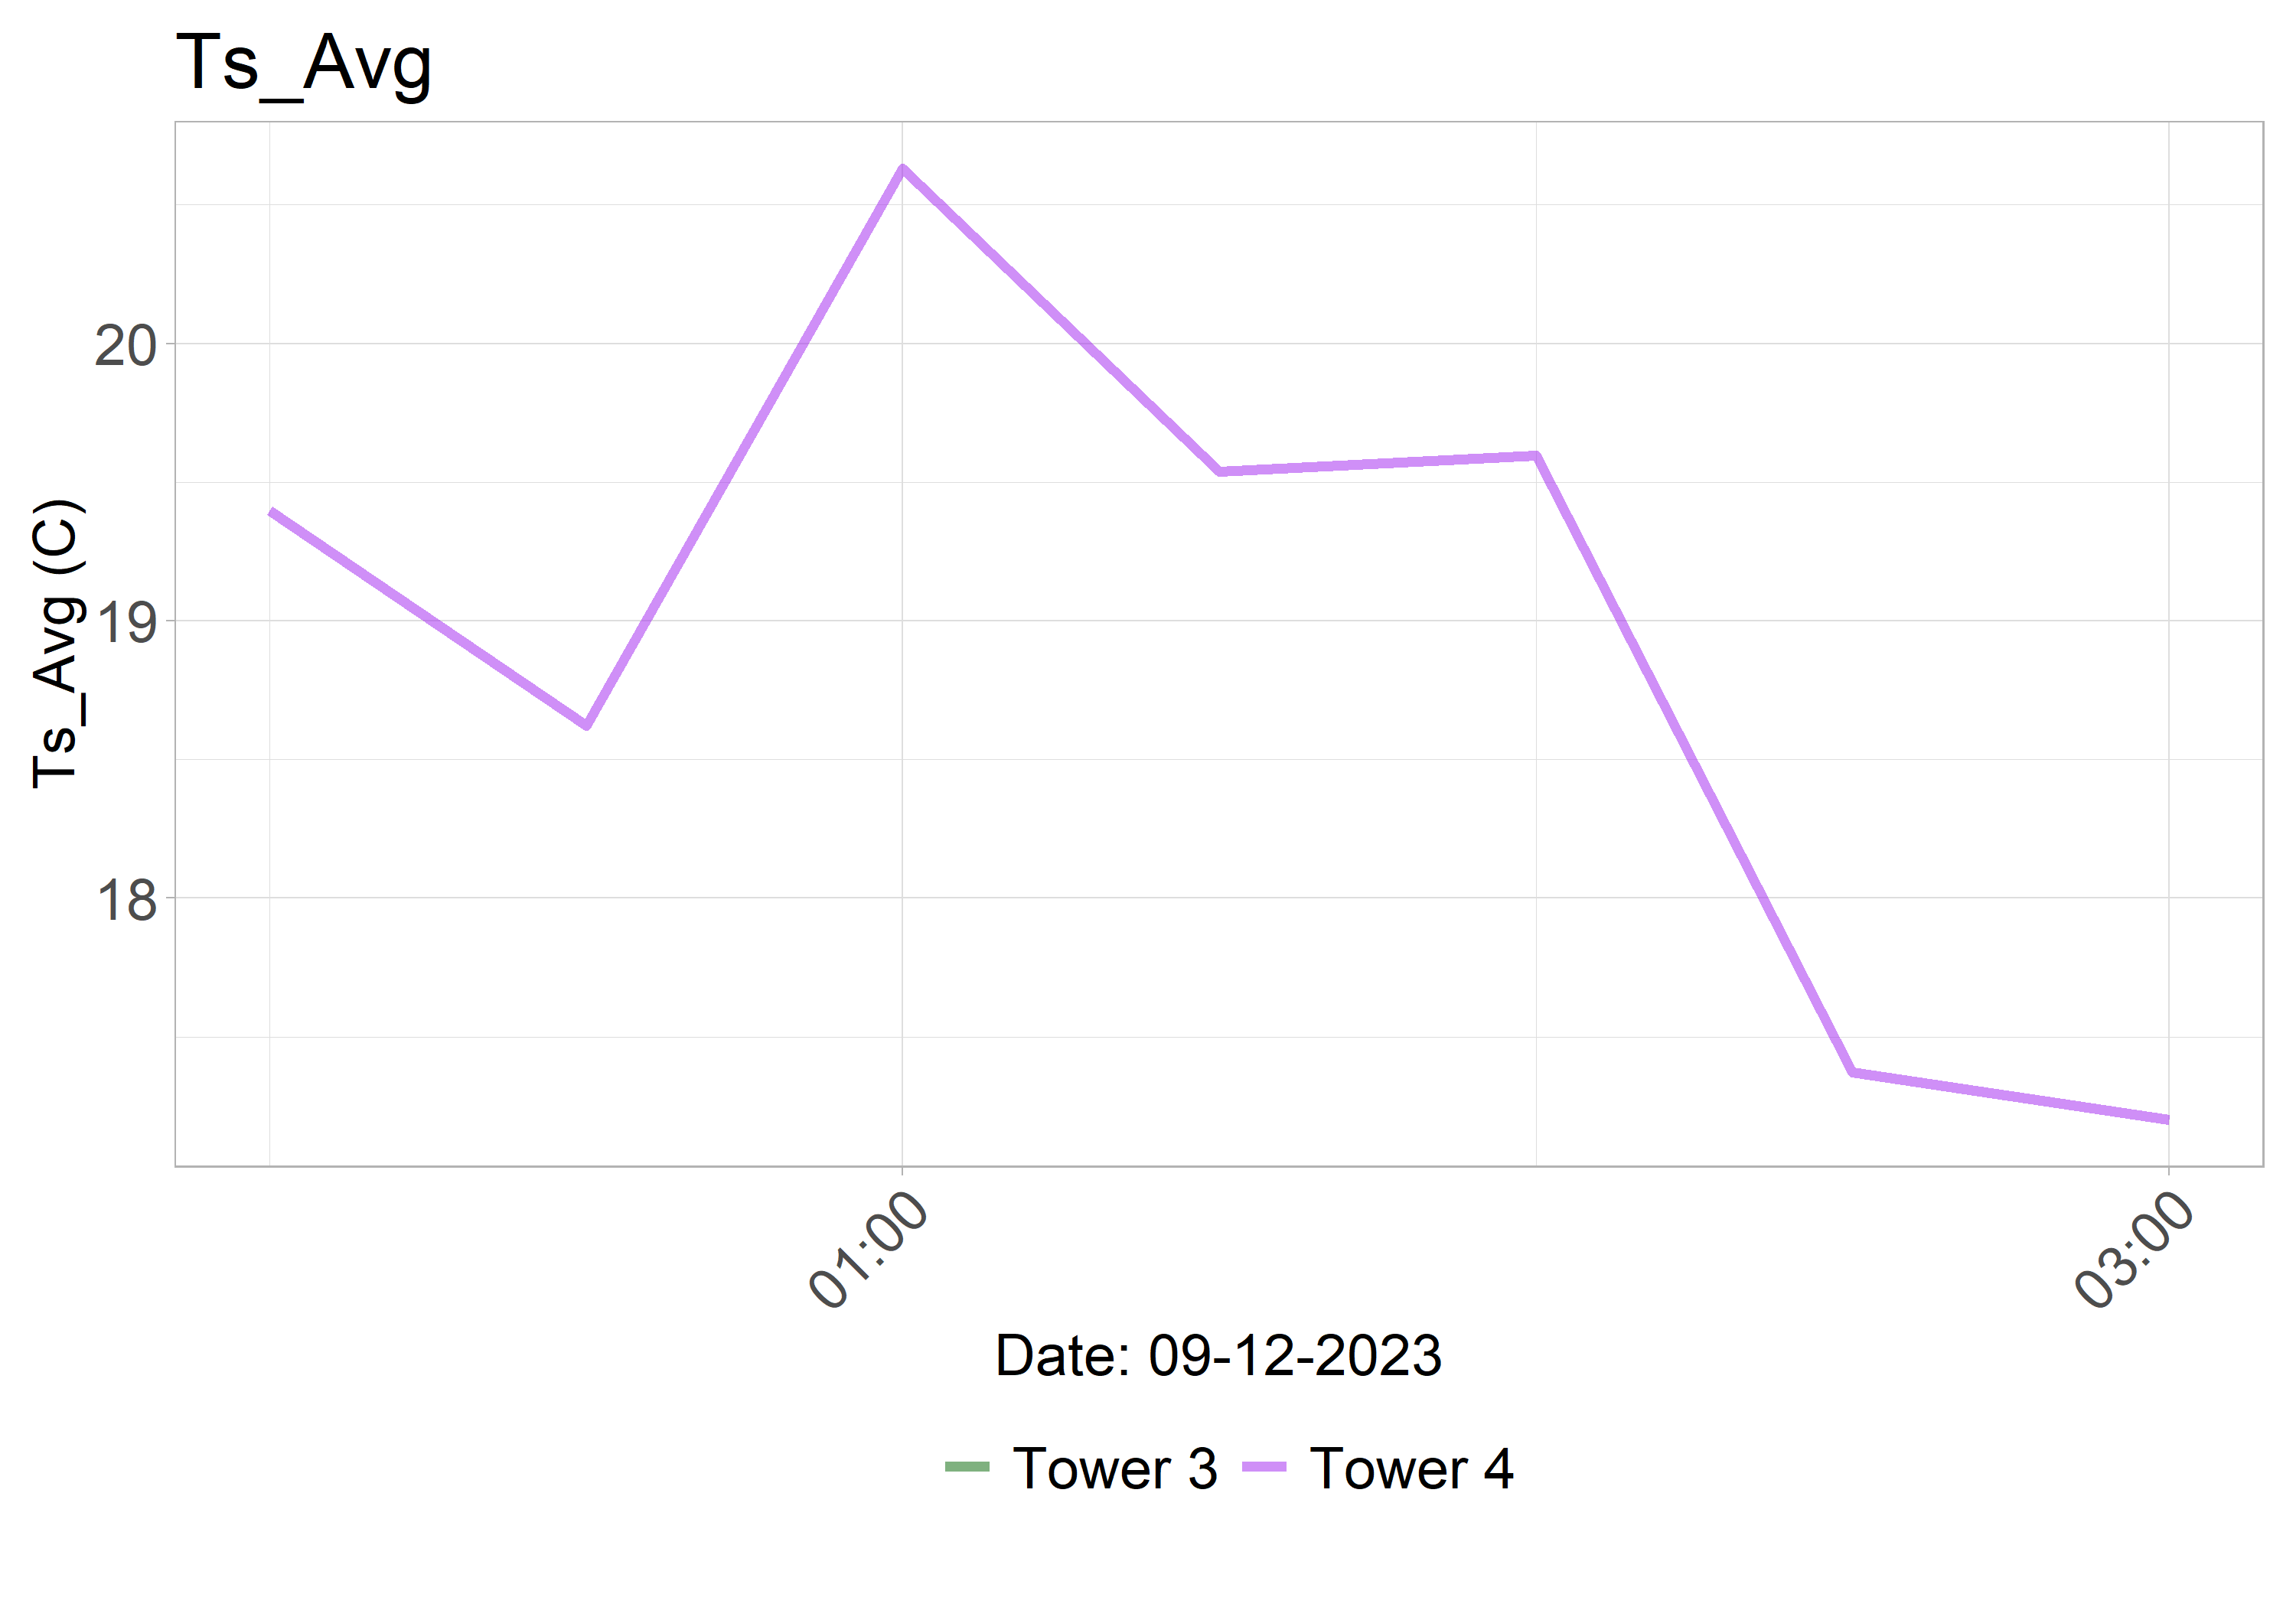 Ts_Avg
Ts_Avg (C)
20
19
18
01:00
03:00
Date: 09-12-2023
Tower 3
Tower 4